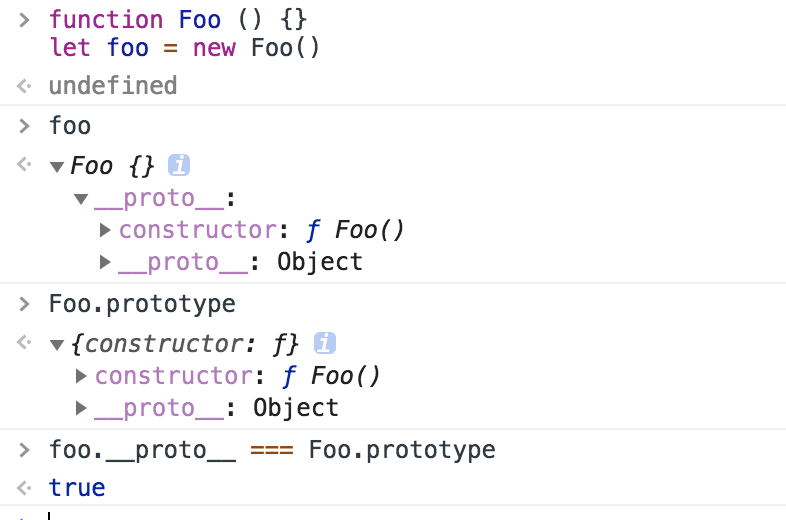 > function Foo () {}
let foo = new Foo()
undefined
> foo
▼Foo {} i
▼__proto__:
▶constructor: ƒ Foo()
▶__proto__: Object
> Foo.prototype
▼{constructor: ƒ} i
▶constructor: ƒ Foo()
▶__proto__: Object
> foo.__proto__ === Foo.prototype
true